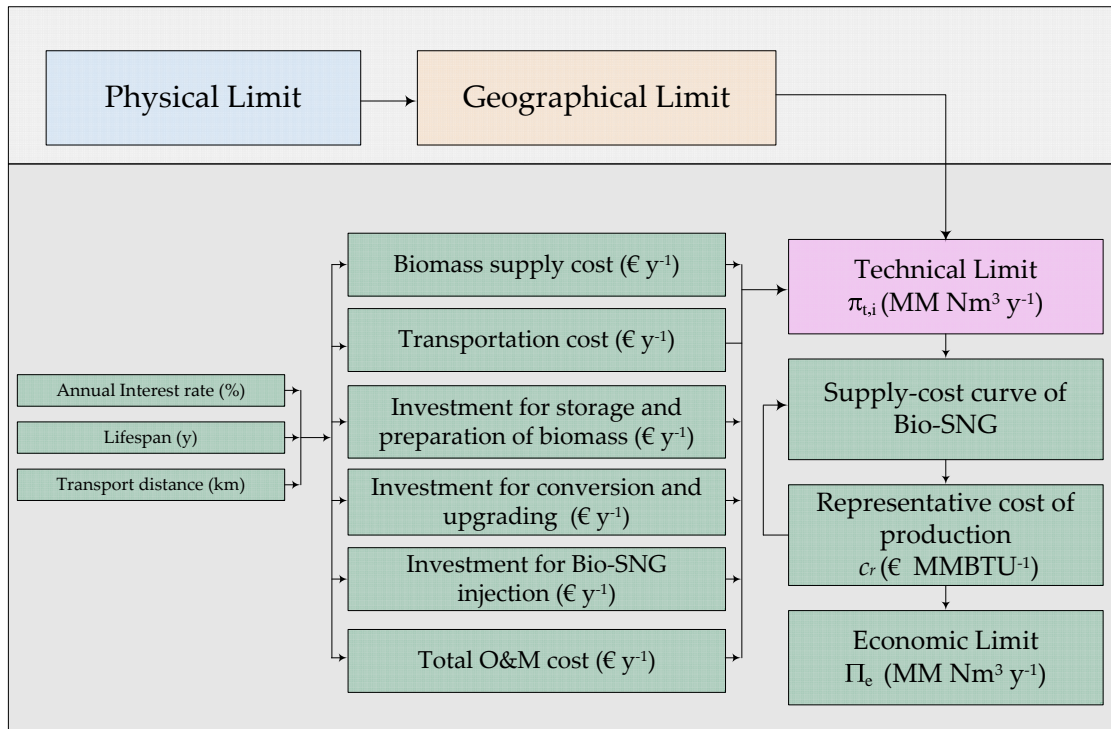 Physical Limit
Geographical Limit
Annual Interest rate (%)
Lifespan (y)
Transport distance (km)
Biomass supply cost (€ y⁻¹)
Transportation cost (€ y⁻¹)
Investment for storage and
preparation of biomass (€ y⁻¹)
Investment for conversion and
upgrading (€ y⁻¹)
Investment for Bio-SNG
injection (€ y⁻¹)
Total O&M cost (€ y⁻¹)
Technical Limit
π_{t,i} (MM Nm³ y⁻¹)
Supply-cost curve of
Bio-SNG
Representative cost of
production
c_r (€ MMBTU⁻¹)
Economic Limit
Π_e (MM Nm³ y⁻¹)